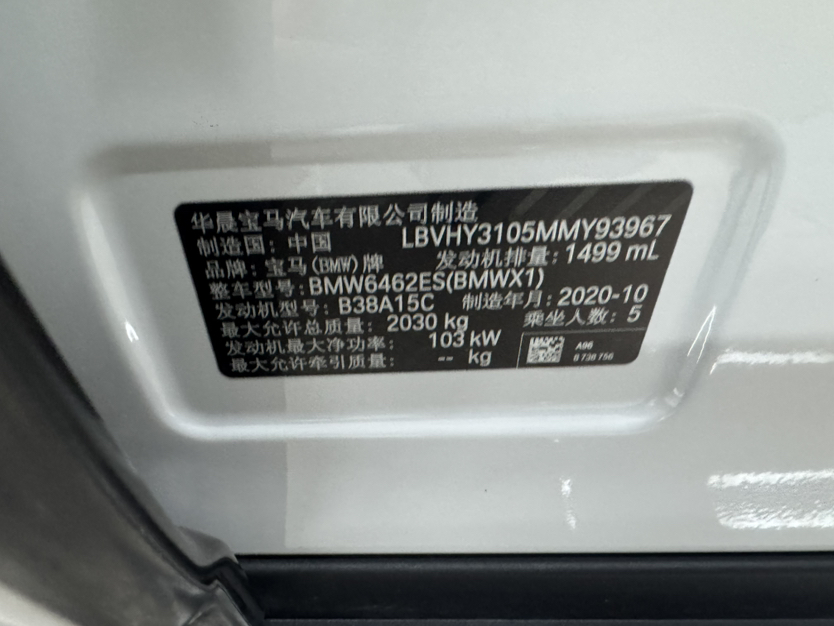 华晨宝马汽车有限公司制造
制造国：中国 LBVHY3105MMY93967
品牌：宝马(BMW)牌 发动机排量：1499 mL
整车型号：BMW6462ES(BMWX1)
发动机型号：B38A15C 制造年月：2020-10
最大允许总质量：2030 kg 乘坐人数：5
发动机最大净功率：103 kW
最大允许牵引质量：-- kg
A96
8 738 756